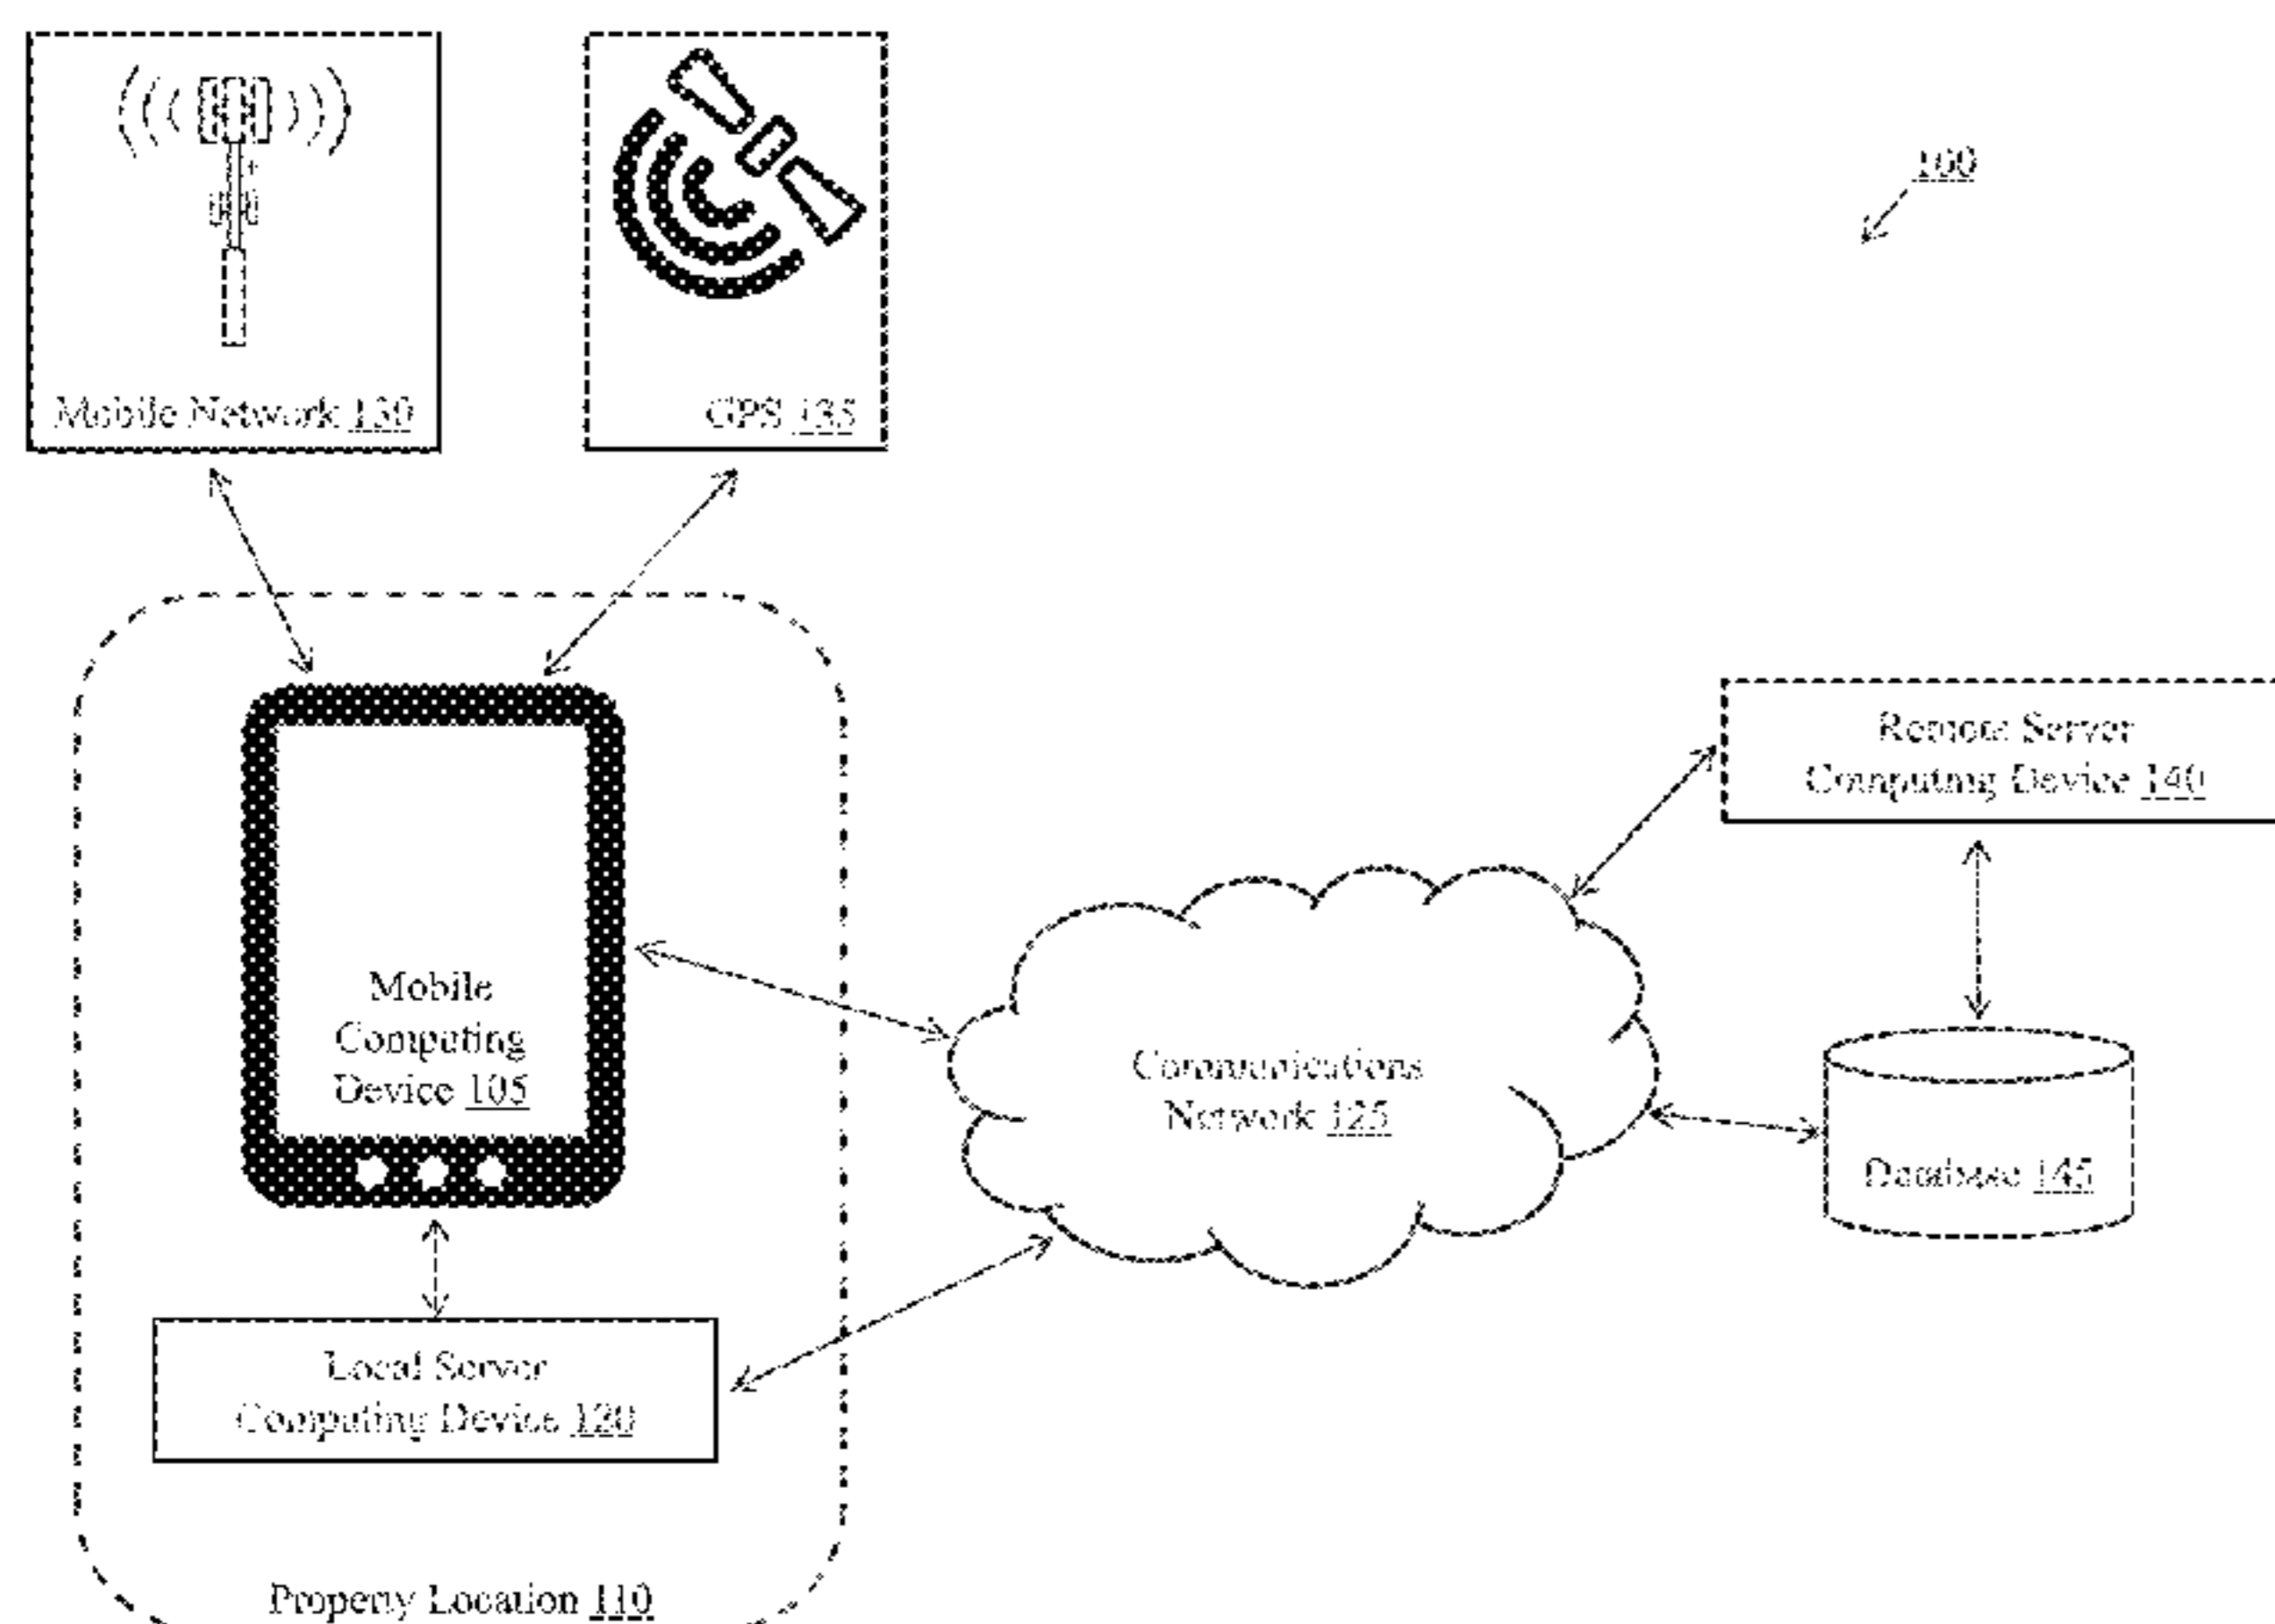 100
Mobile Network 130
GPS 135
Remote Server
Computing Device 140
Mobile
Computing
Device 105
Communications
Network 125
Database 145
Local Server
Computing Device 120
Property Location 110